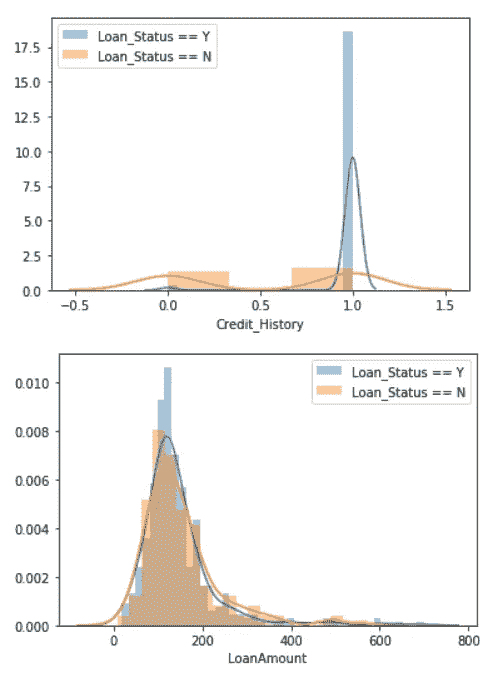 Loan_Status == Y
Loan_Status == N
17.5
15.0
12.5
10.0
7.5
5.0
2.5
0.0
−0.5 0.0 0.5 1.0 1.5
Credit_History
Loan_Status == Y
Loan_Status == N
0.010
0.008
0.006
0.004
0.002
0.000
0 200 400 600 800
LoanAmount